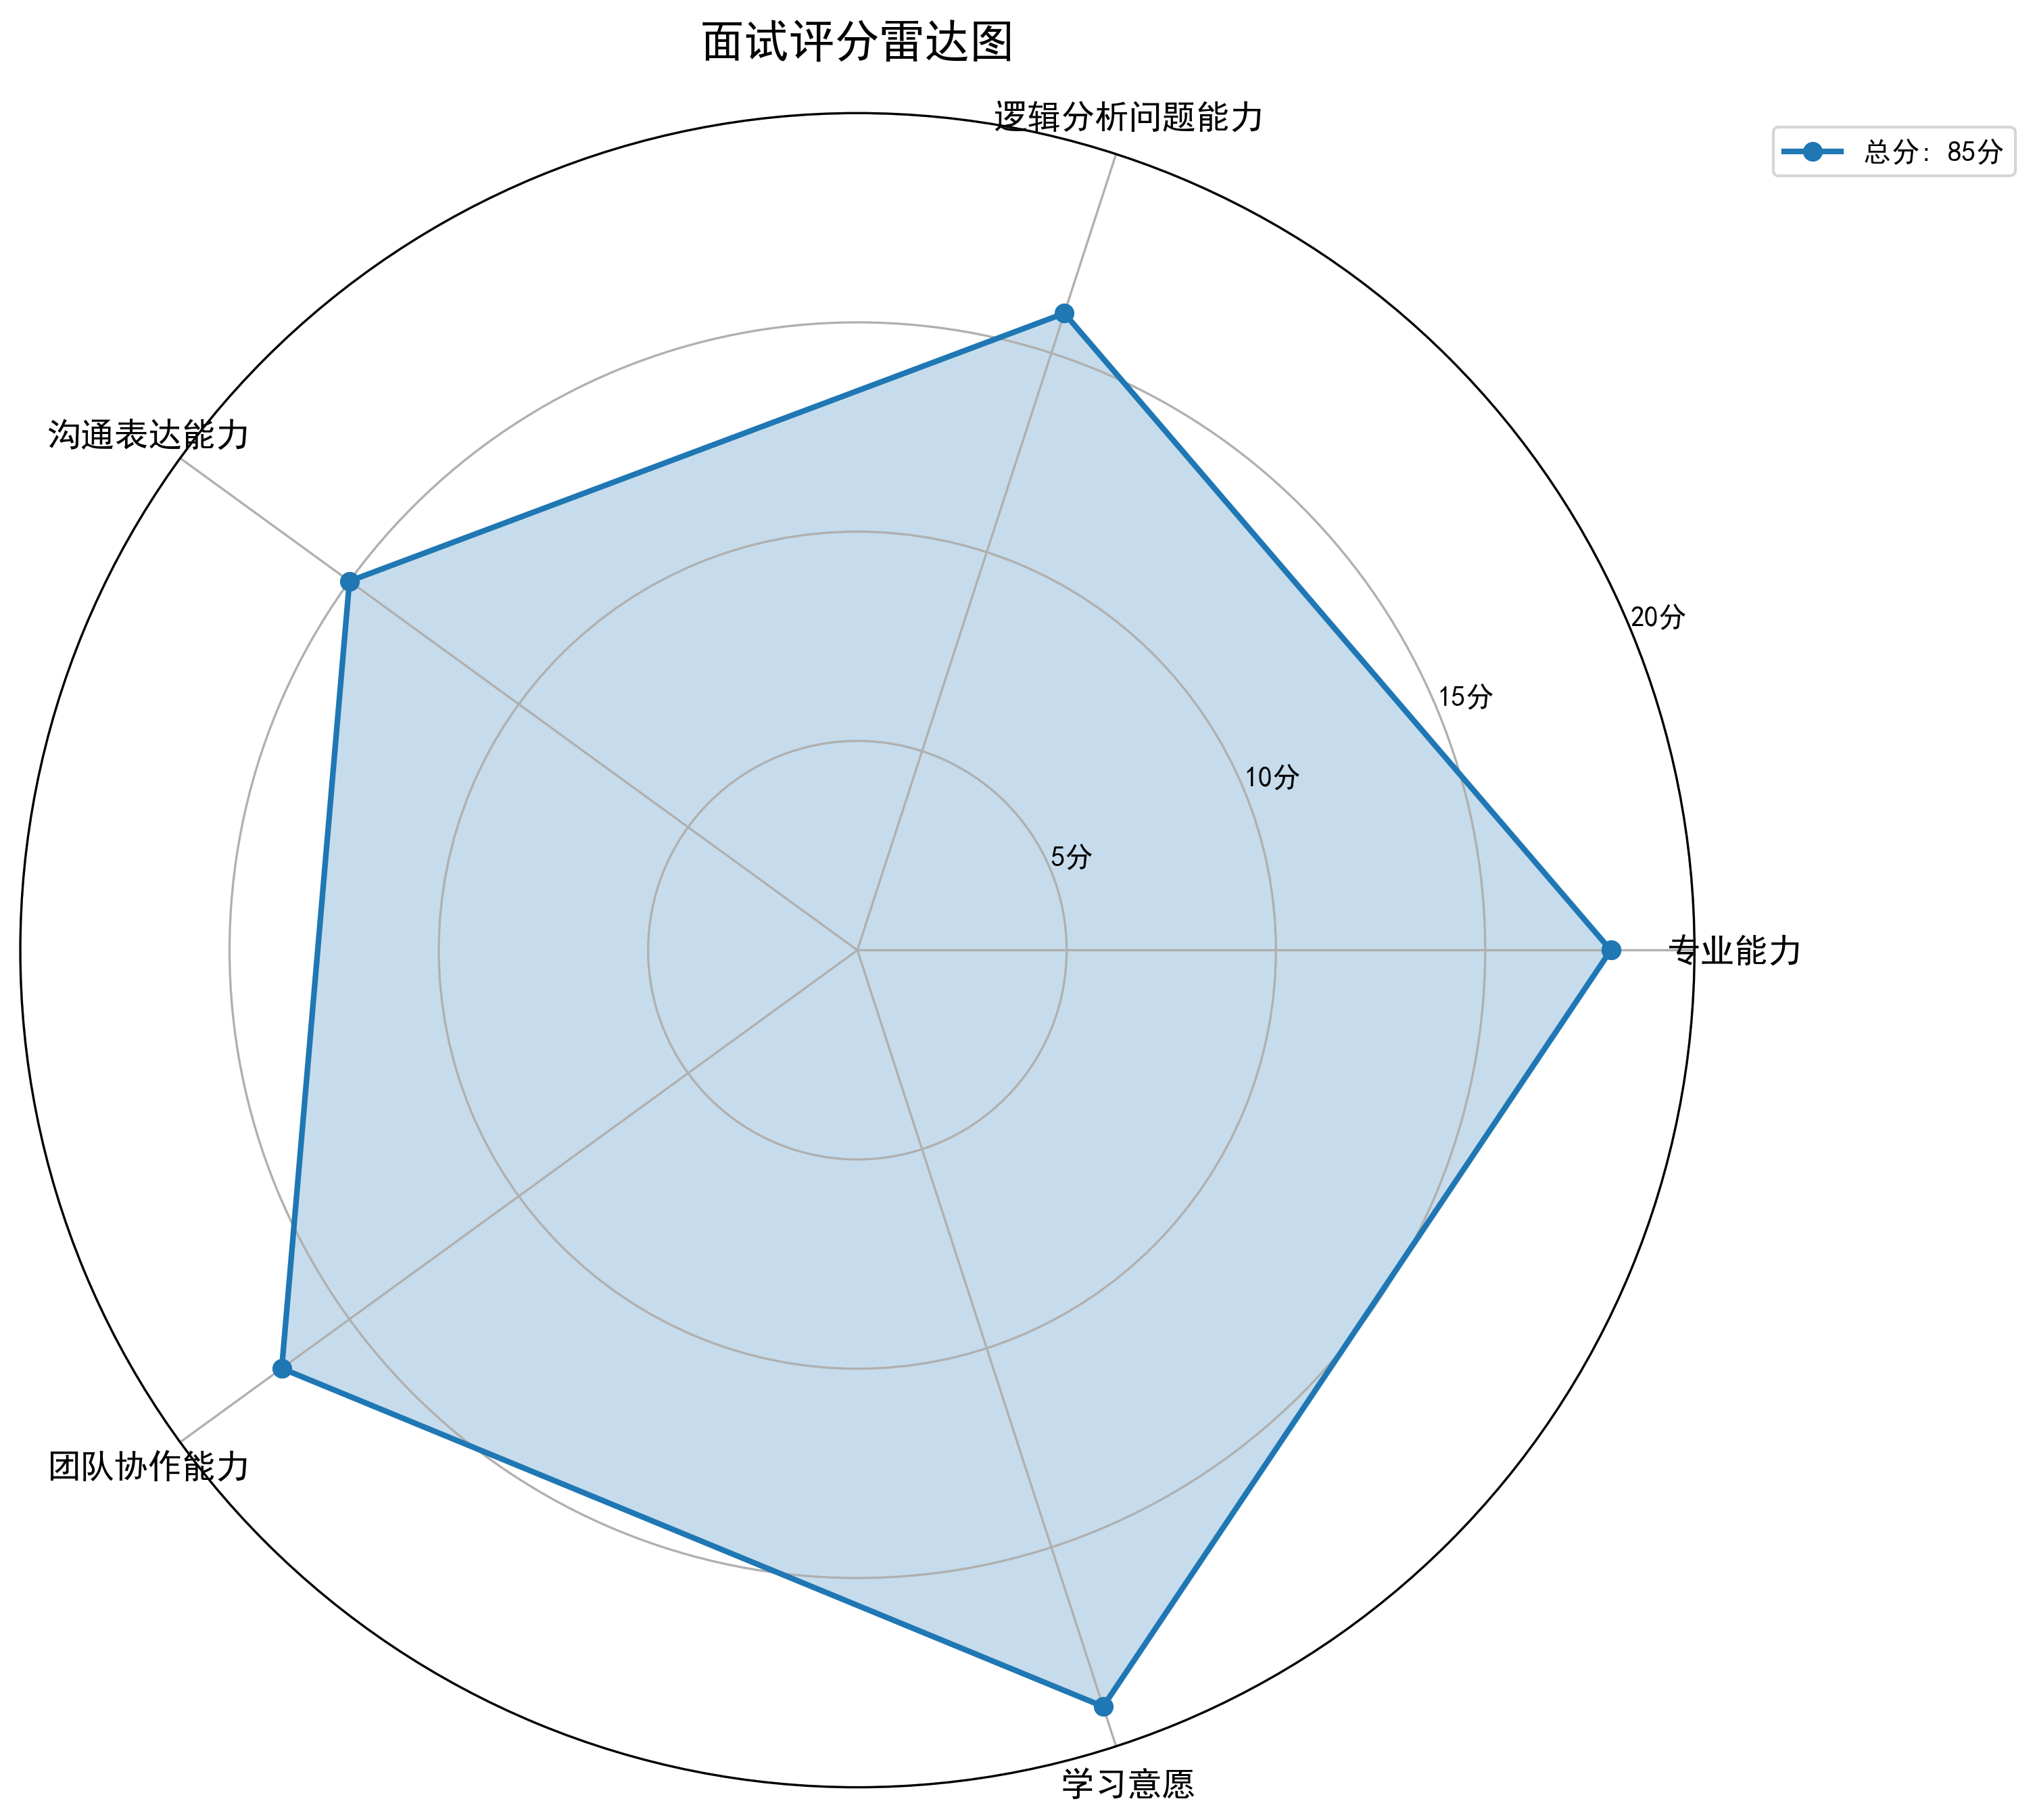 面试评分雷达图
逻辑分析问题能力
总分: 85分
沟通表达能力
20分
15分
10分
5分
专业能力
团队协作能力
学习意愿